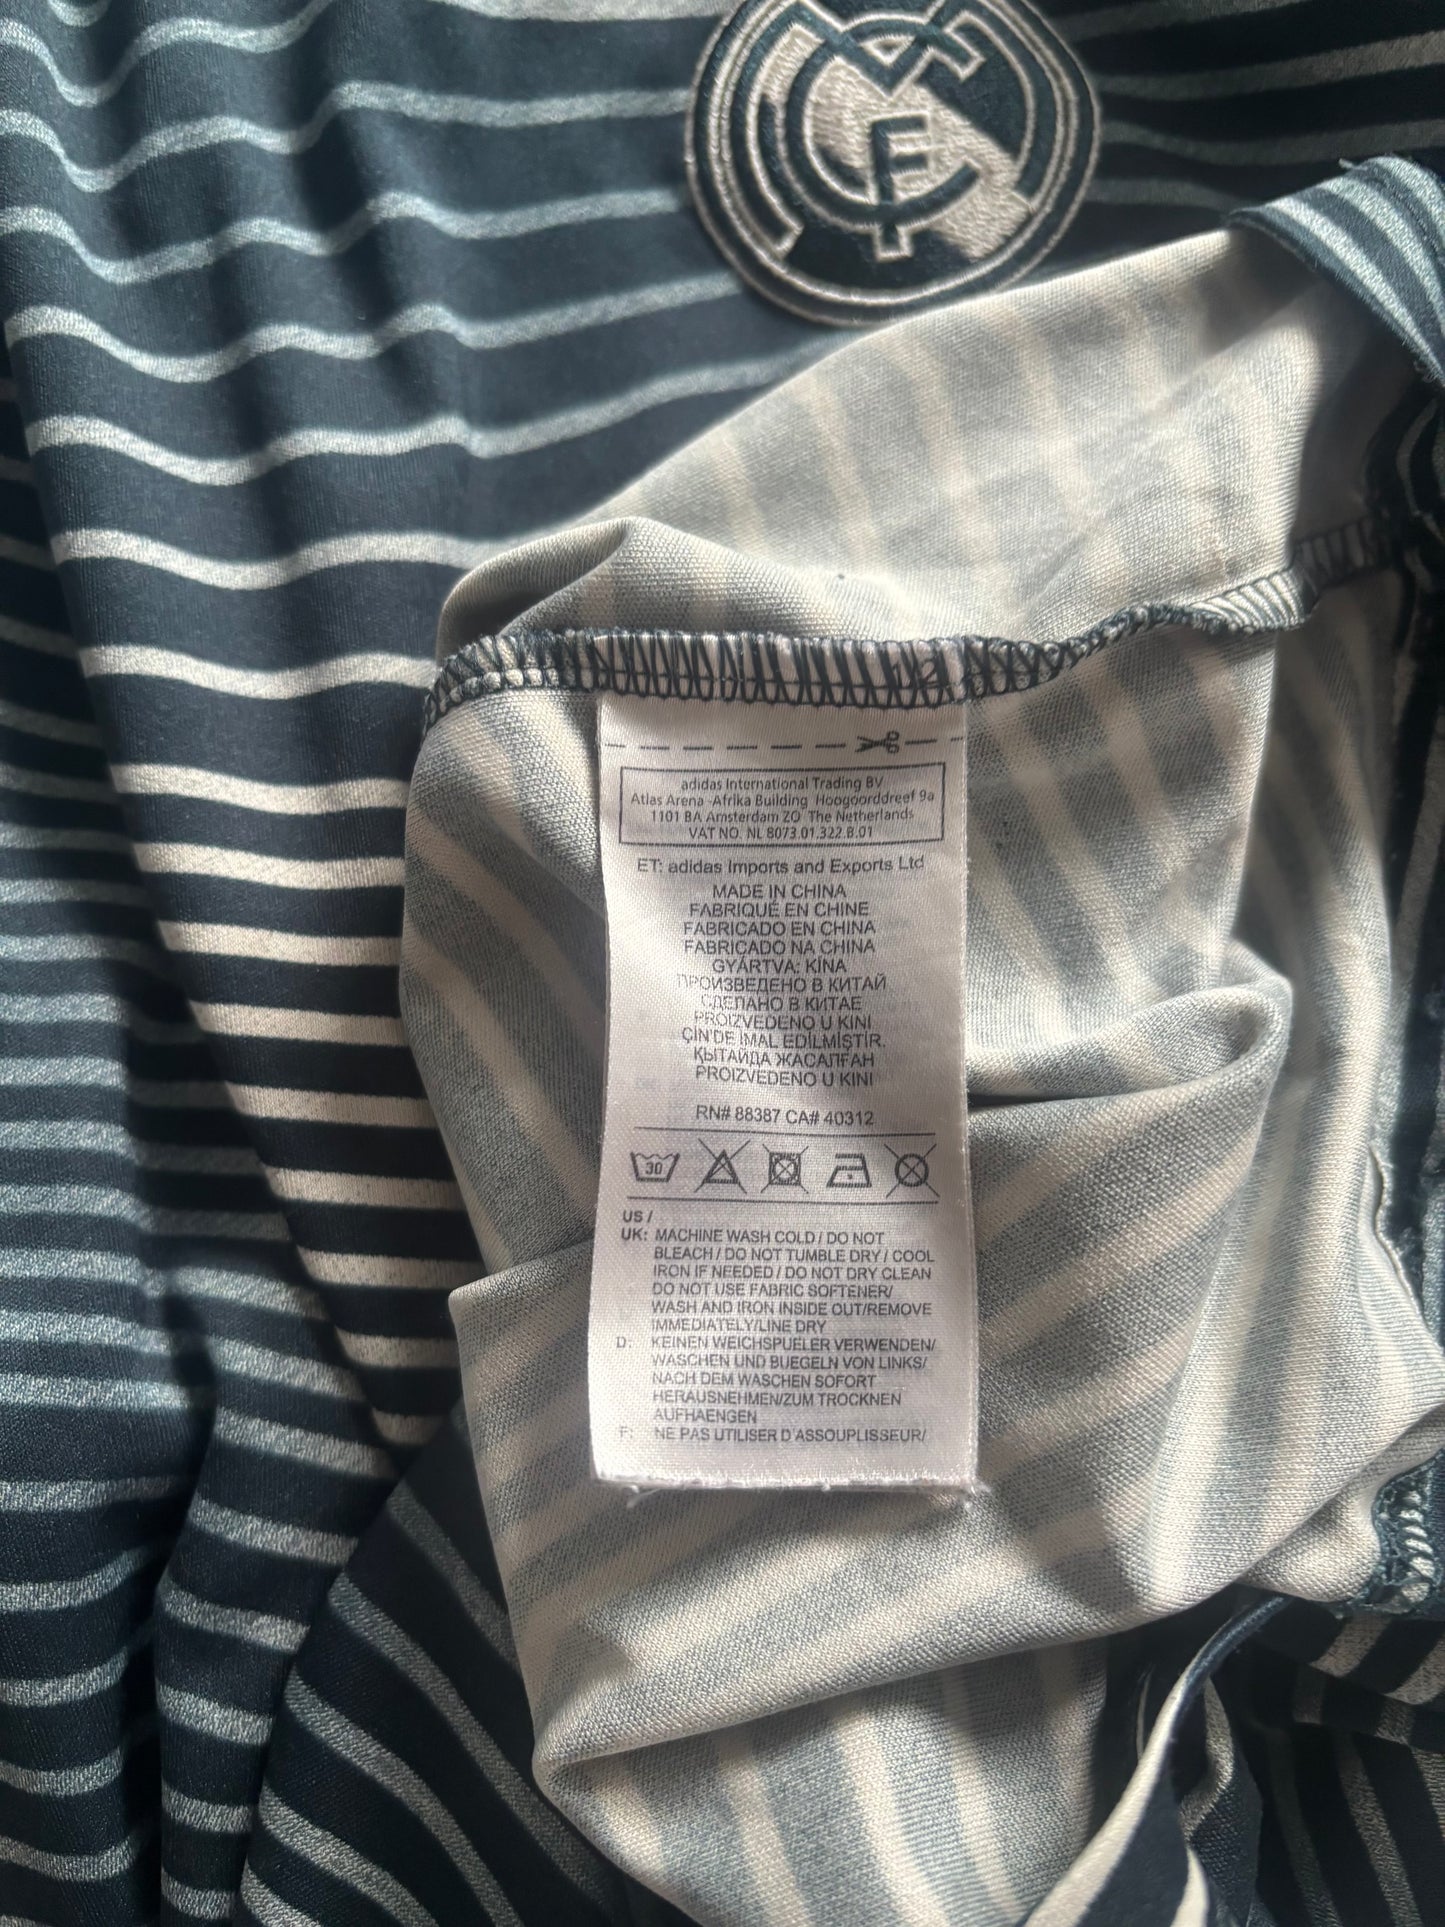 adidas International Trading BV
Atlas Arena -Afrika Building Hoogoorddreef 9a
1101 BA Amsterdam ZO The Netherlands
VAT NO. NL 8073.01.322.B.01
ET: adidas Imports and Exports Ltd
MADE IN CHINA
FABRIQUÉ EN CHINE
FABRICADO EN CHINA
FABRICADO NA CHINA
GYÁRTVA: KÍNA
ПРОИЗВЕДЕНО В КИТАЙ
СДЕЛАНО В КИТАЕ
PROIZVEDENO U KINI
ÇİN'DE İMAL EDİLMİŞTİR.
ҚЫТАЙДА ЖАСАЛҒАН
PROIZVEDENO U KINI
RN# 88387 CA# 40312
30
US /
UK: MACHINE WASH COLD / DO NOT
BLEACH / DO NOT TUMBLE DRY / COOL
IRON IF NEEDED / DO NOT DRY CLEAN
DO NOT USE FABRIC SOFTENER/
WASH AND IRON INSIDE OUT/REMOVE
IMMEDIATELY/LINE DRY
D: KEINEN WEICHSPUELER VERWENDEN/
WASCHEN UND BUEGELN VON LINKS/
NACH DEM WASCHEN SOFORT
HERAUSNEHMEN/ZUM TROCKNEN
AUFHAENGEN
F: NE PAS UTILISER D'ASSOUPLISSEUR/